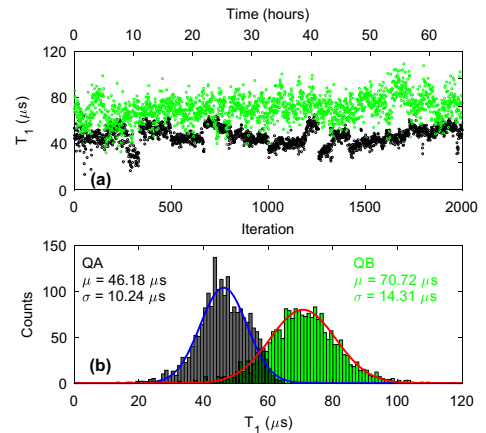 Time (hours)
0 10 20 30 40 50 60
120
80
40
0
T1 (μs)
(a)
0 500 1000 1500 2000
Iteration
150
100
50
0
Counts
QA
μ = 46.18 μs
σ = 10.24 μs
QB
μ = 70.72 μs
σ = 14.31 μs
(b)
0 20 40 60 80 100 120
T1 (μs)